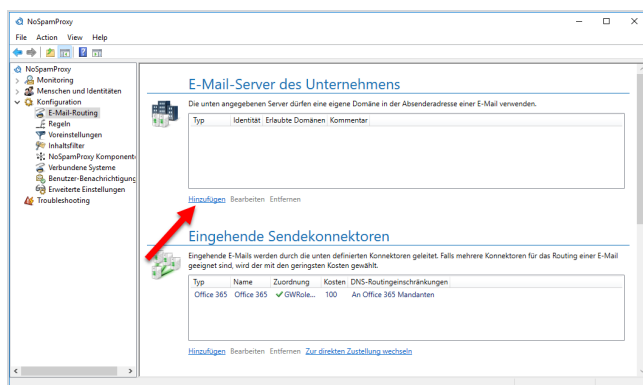 NoSpamProxy
File Action View Help
NoSpamProxy
Monitoring
Menschen und Identitäten
Konfiguration
E-Mail-Routing
Regeln
Voreinstellungen
Inhaltsfilter
NoSpamProxy Komponente
Verbundene Systeme
Benutzer-Benachrichtigung
Erweiterte Einstellungen
Troubleshooting
E-Mail-Server des Unternehmens
Die unten angegebenen Server dürfen eine eigene Domäne in der Absenderadresse einer E-Mail verwenden.
Typ Identität Erlaubte Domänen Kommentar
Hinzufügen Bearbeiten Entfernen
Eingehende Sendekonnektoren
Eingehende E-Mails werden durch die unten definierten Konnektoren geleitet. Falls mehrere Konnektoren für das Routing einer E-Mail
geeignet sind, wird der mit den geringsten Kosten gewählt.
Typ Name Zuordnung Kosten DNS-Routingeinschränkungen
Office 365 Office 365 GWRole... 100 An Office 365 Mandanten
Hinzufügen Bearbeiten Entfernen Zur direkten Zustellung wechseln